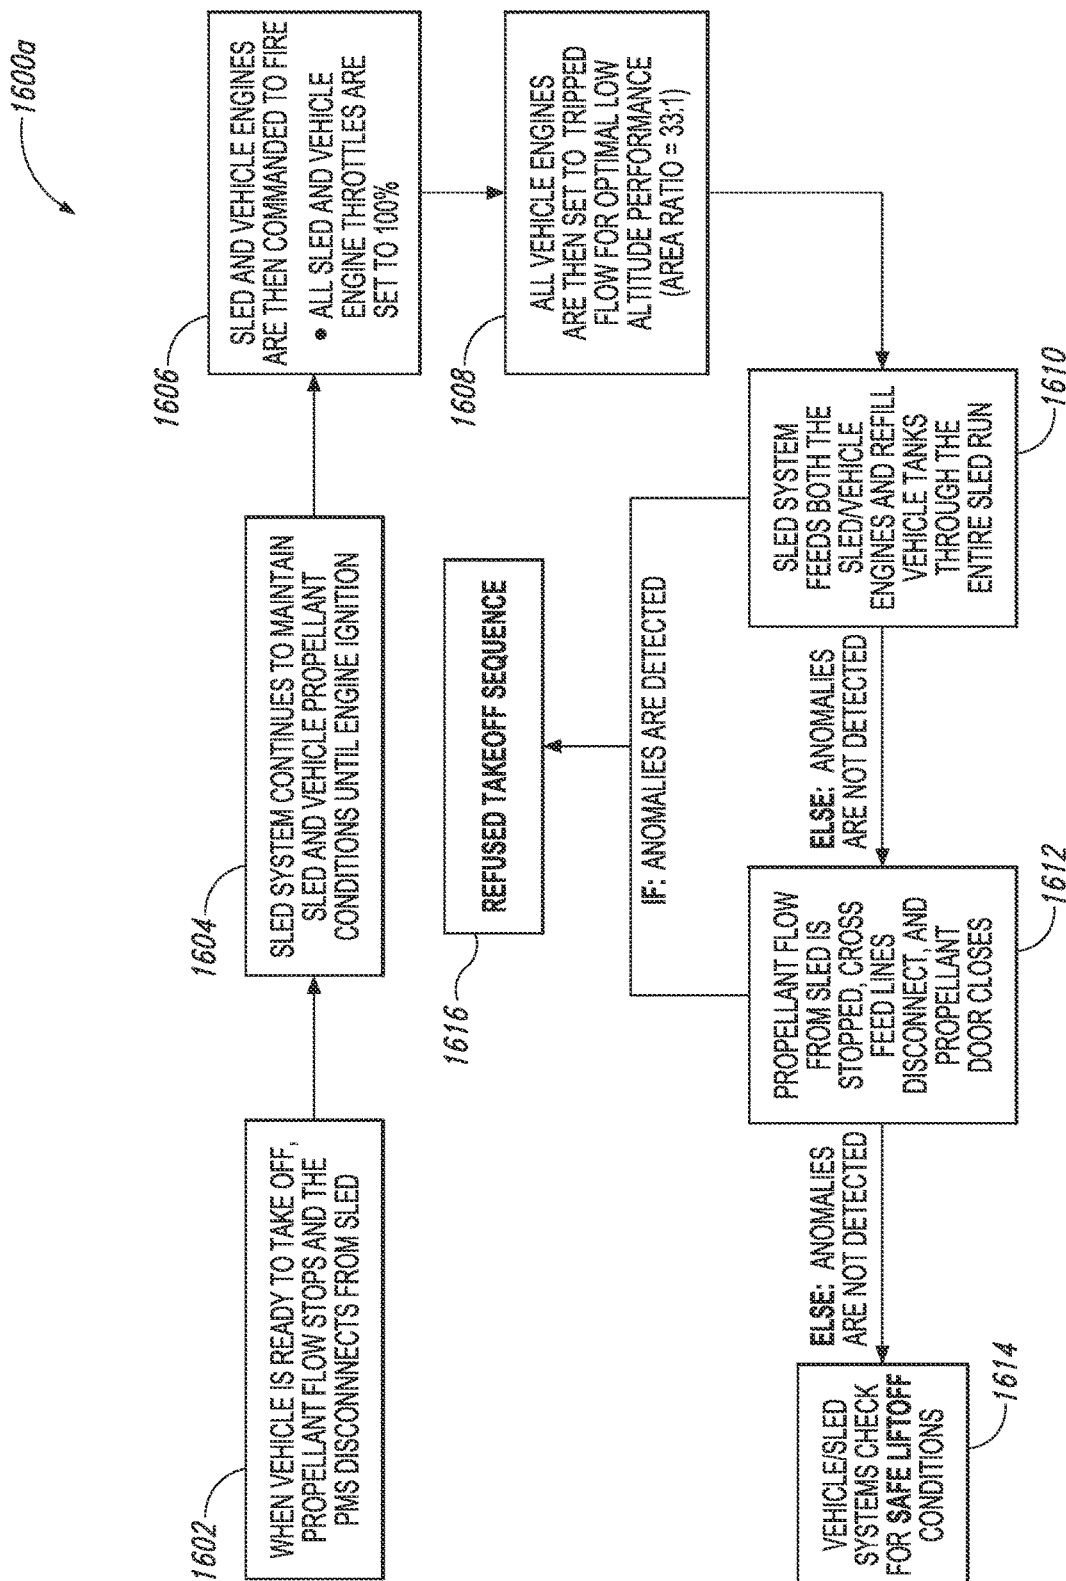 1600a
1602
WHEN VEHICLE IS READY TO TAKE OFF,
PROPELLANT FLOW STOPS AND THE
PMS DISCONNECTS FROM SLED
1604
SLED SYSTEM CONTINUES TO MAINTAIN
SLED AND VEHICLE PROPELLANT
CONDITIONS UNTIL ENGINE IGNITION
1606
SLED AND VEHICLE ENGINES
ARE THEN COMMANDED TO FIRE
• ALL SLED AND VEHICLE
ENGINE THROTTLES ARE
SET TO 100%
1608
ALL VEHICLE ENGINES
ARE THEN SET TO TRIPPED
FLOW FOR OPTIMAL LOW
ALTITUDE PERFORMANCE
(AREA RATIO = 33:1)
1616
REFUSED TAKEOFF SEQUENCE
IF: ANOMALIES ARE DETECTED
SLED SYSTEM
FEEDS BOTH THE
SLED/VEHICLE
ENGINES AND REFILL
VEHICLE TANKS
THROUGH THE
ENTIRE SLED RUN
1610
ELSE: ANOMALIES
ARE NOT DETECTED
PROPELLANT FLOW
FROM SLED IS
STOPPED, CROSS
FEED LINES
DISCONNECT, AND
PROPELLANT
DOOR CLOSES
1612
ELSE: ANOMALIES
ARE NOT DETECTED
VEHICLE/SLED
SYSTEMS CHECK
FOR SAFE LIFTOFF
CONDITIONS
1614